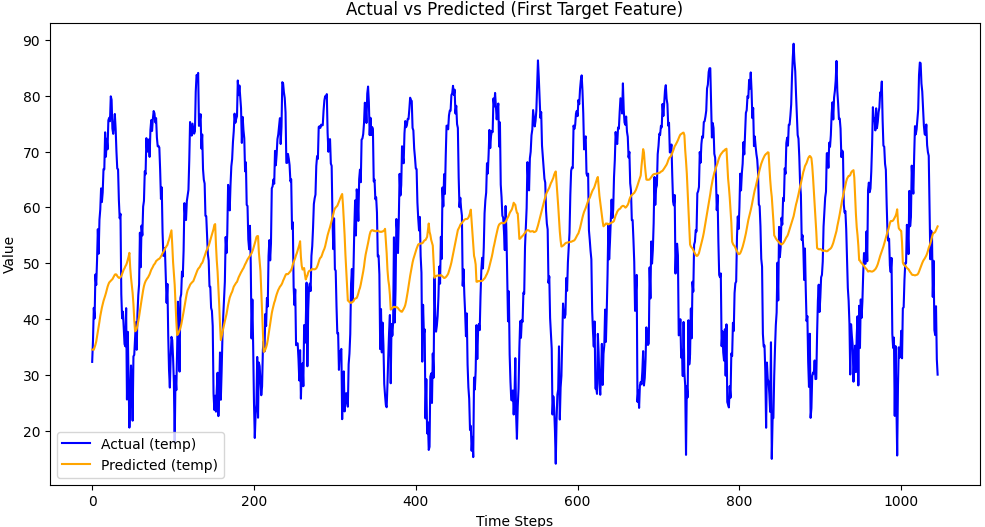 Actual vs Predicted (First Target Feature)
Value
90
80
70
60
50
40
30
20
Actual (temp)
Predicted (temp)
0
200
400
600
800
1000
Time Steps